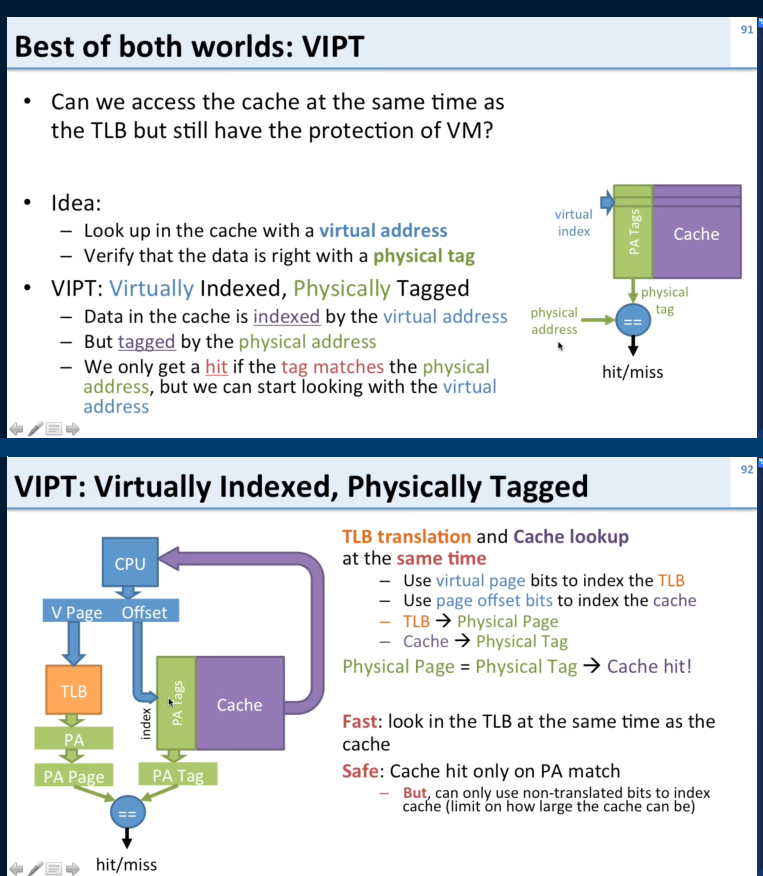 91
Best of both worlds: VIPT
• Can we access the cache at the same time as
the TLB but still have the protection of VM?
• Idea:
– Look up in the cache with a virtual address
– Verify that the data is right with a physical tag
• VIPT: Virtually Indexed, Physically Tagged
– Data in the cache is indexed by the virtual address
– But tagged by the physical address
– We only get a hit if the tag matches the physical
address, but we can start looking with the virtual
address
virtual
index
PA Tags
Cache
physical
tag
physical
address
==
hit/miss
92
VIPT: Virtually Indexed, Physically Tagged
CPU
V Page Offset
TLB
index
PA Tags
Cache
PA
PA Page
PA Tag
==
hit/miss
TLB translation and Cache lookup
at the same time
– Use virtual page bits to index the TLB
– Use page offset bits to index the cache
– TLB → Physical Page
– Cache → Physical Tag
Physical Page = Physical Tag → Cache hit!
Fast: look in the TLB at the same time as the
cache
Safe: Cache hit only on PA match
– But, can only use non-translated bits to index
cache (limit on how large the cache can be)